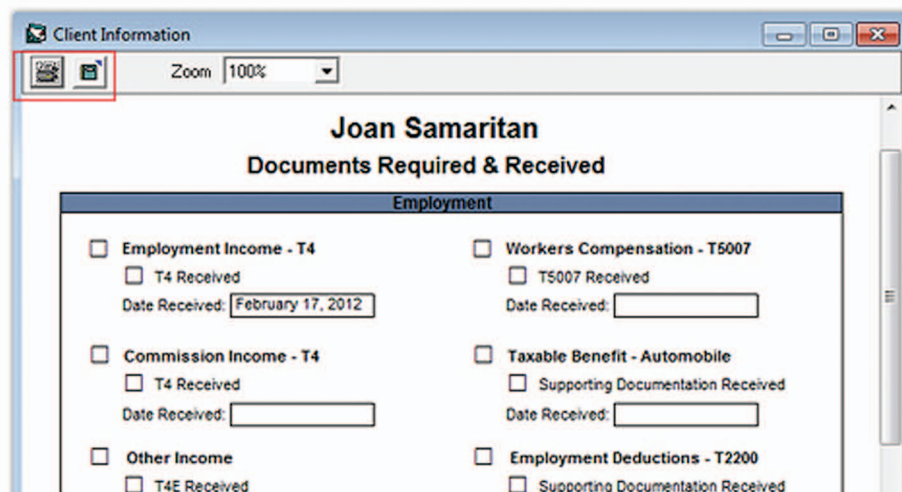 Client Information
Zoom 100%
Joan Samaritan
Documents Required & Received
Employment
Employment Income - T4
T4 Received
Date Received: February 17, 2012
Workers Compensation - T5007
T5007 Received
Date Received:
Commission Income - T4
T4 Received
Date Received:
Taxable Benefit - Automobile
Supporting Documentation Received
Date Received:
Other Income
T4E Received
Employment Deductions - T2200
Supporting Documentation Received